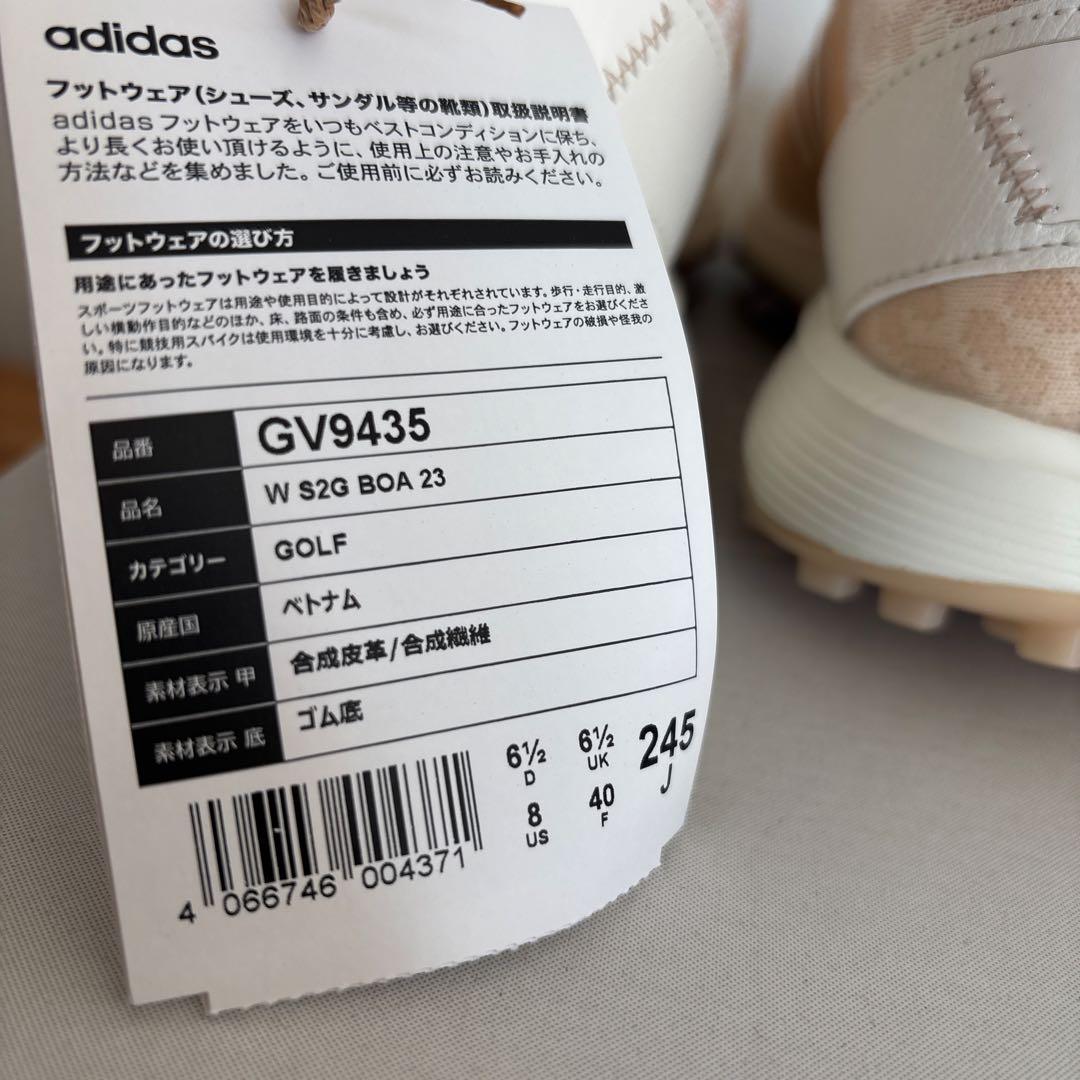 adidas
フットウェア(シューズ、サンダル等の靴類)取扱説明書
adidas フットウェアをいつもベストコンディションに保ち、
より長くお使い頂けるように、使用上の注意やお手入れの
方法などを集めました。ご使用前に必ずお読みください。
フットウェアの選び方
用途にあったフットウェアを履きましょう
スポーツフットウェアは用途や使用目的によって設計がそれぞれされています。歩行・走行目的、激
しい横動作目的などのほか、床、路面の条件も含め、必ず用途に合ったフットウェアをお選びくださ
い。特に競技用スパイクは使用環境を十分に考慮し、お選びください。フットウェアの破損や怪我の
原因になります。
品番 GV9435
品名 W S2G BOA 23
カテゴリー GOLF
原産国 ベトナム
素材表示 甲 合成皮革/合成繊維
素材表示 底 ゴム底
6½ 6½ 245
D UK J
8 40
US F
4 066746 004371